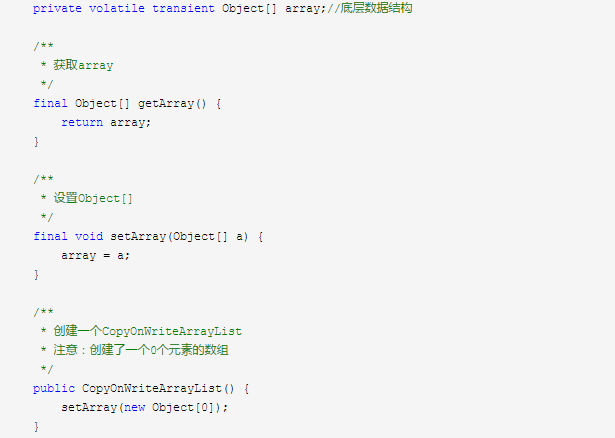 private volatile transient Object[] array;//底层数据结构
/**
 * 获取array
 */
final Object[] getArray() {
    return array;
}
/**
 * 设置Object[]
 */
final void setArray(Object[] a) {
    array = a;
}
/**
 * 创建一个CopyOnWriteArrayList
 * 注意：创建了一个0个元素的数组
 */
public CopyOnWriteArrayList() {
    setArray(new Object[0]);
}